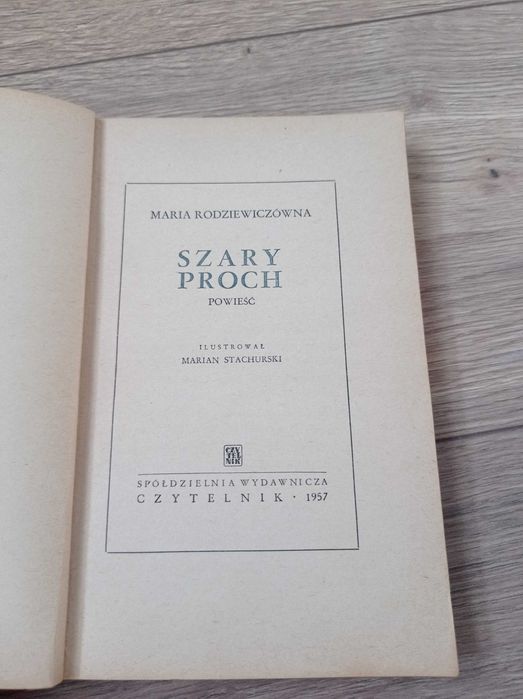 MARIA RODZIEWICZÓWNA
SZARY
PROCH
POWIEŚĆ
ILUSTROWAŁ
MARIAN STACHURSKI
CZY
TEL
NIK
SPÓŁDZIELNIA WYDAWNICZA
CZYTELNIK · 1957